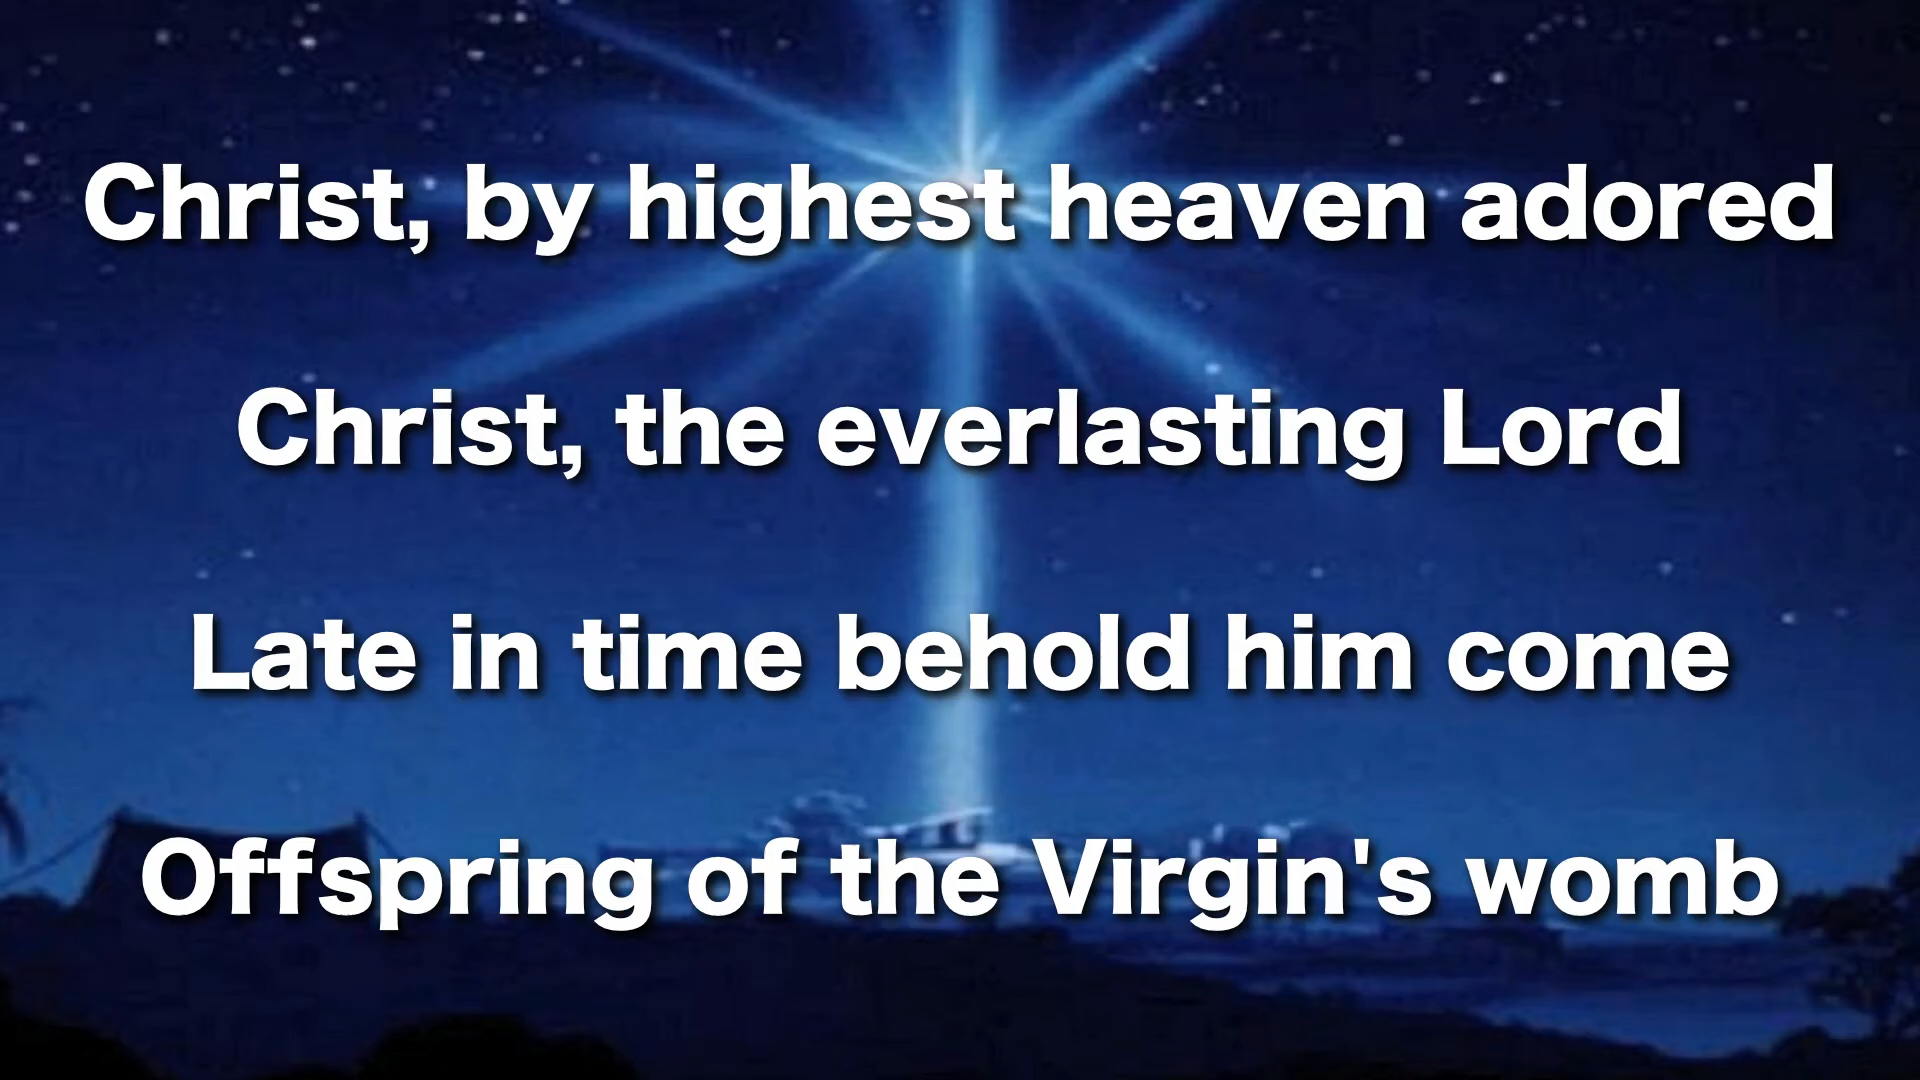 Christ, by highest heaven adored
Christ, the everlasting Lord
Late in time behold him come
Offspring of the Virgin's womb